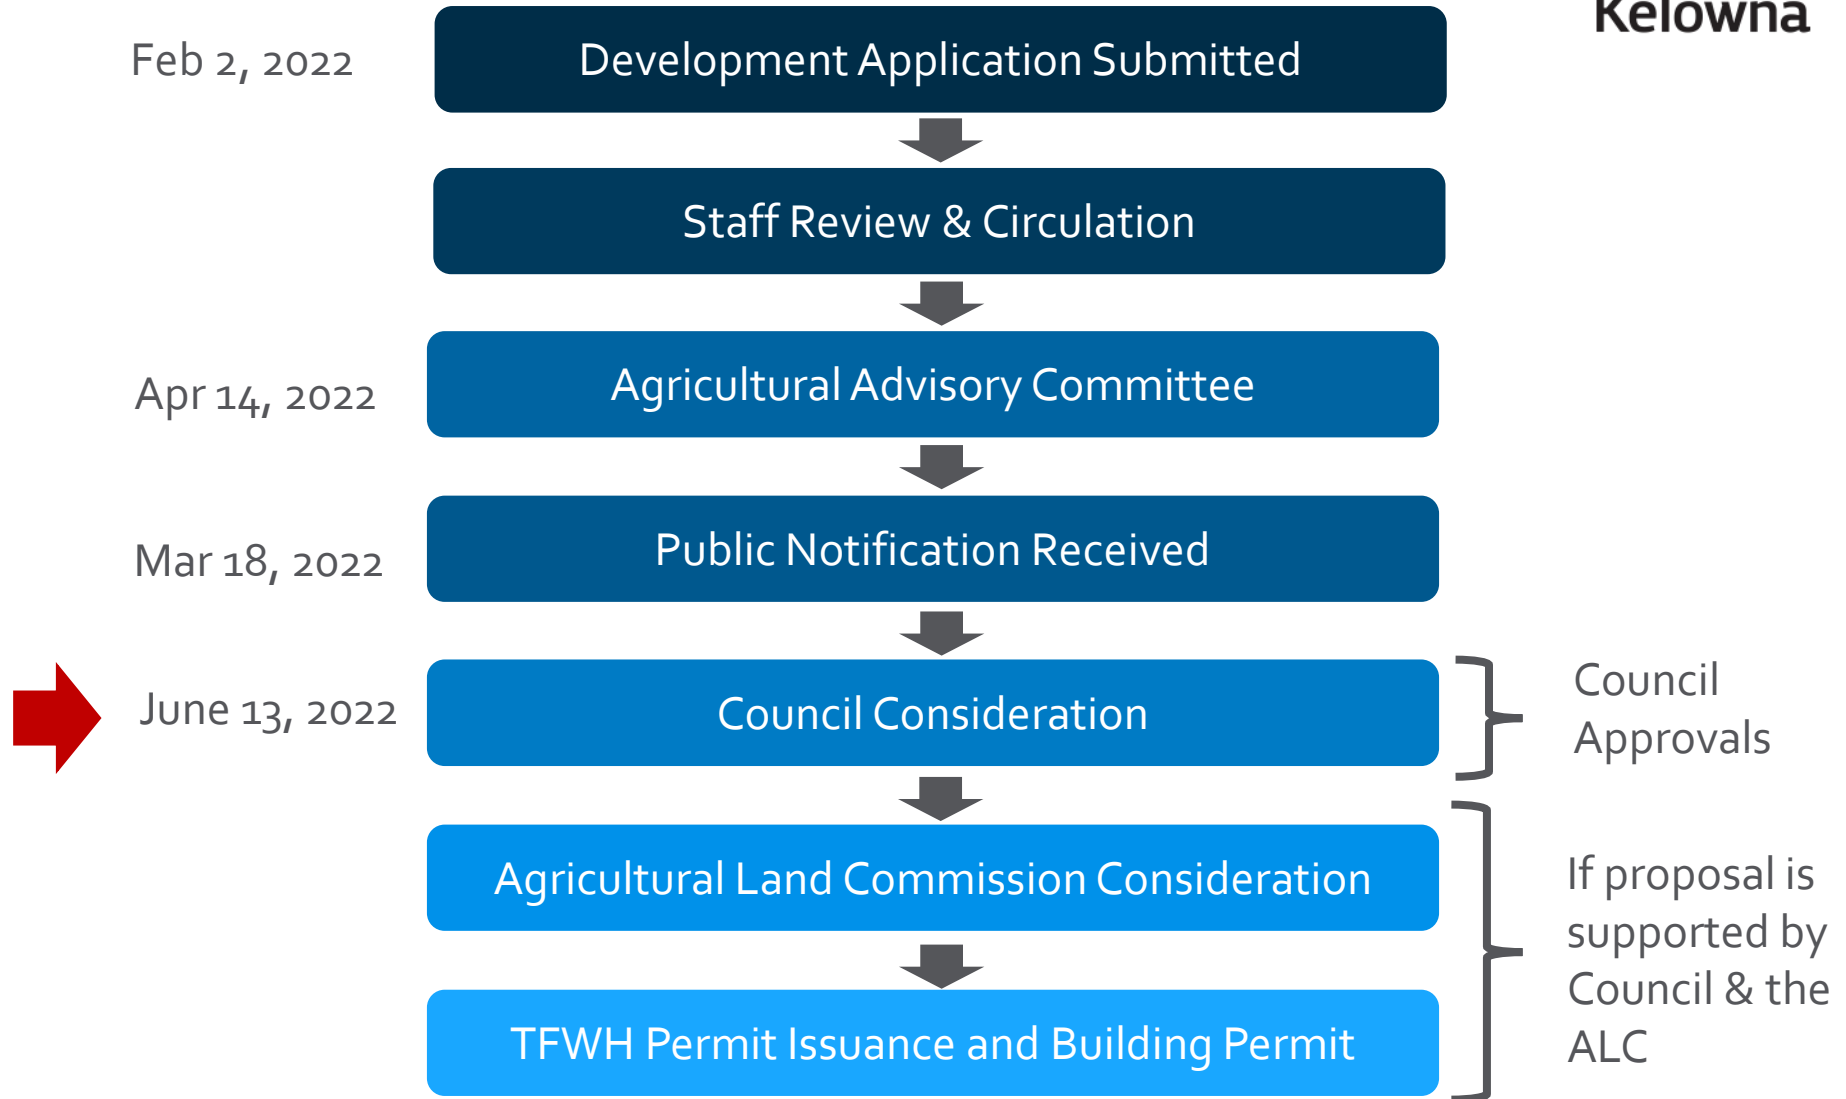 Kelowna
Feb 2, 2022
Development Application Submitted
Staff Review & Circulation
Apr 14, 2022
Agricultural Advisory Committee
Mar 18, 2022
Public Notification Received
June 13, 2022
Council Consideration
Council
Approvals
Agricultural Land Commission Consideration
If proposal is
supported by
Council & the
ALC
TFWH Permit Issuance and Building Permit